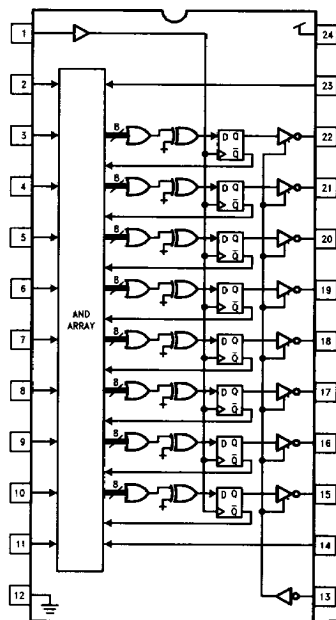 1 24
2 23
3 8 D Q Q̅ 22
4 8 D Q Q̅ 21
5 8 D Q Q̅ 20
6 8 D Q Q̅ 19
AND
ARRAY
7 8 D Q Q̅ 18
8 8 D Q Q̅ 17
9 8 D Q Q̅ 16
10 8 D Q Q̅ 15
11 14
12 13